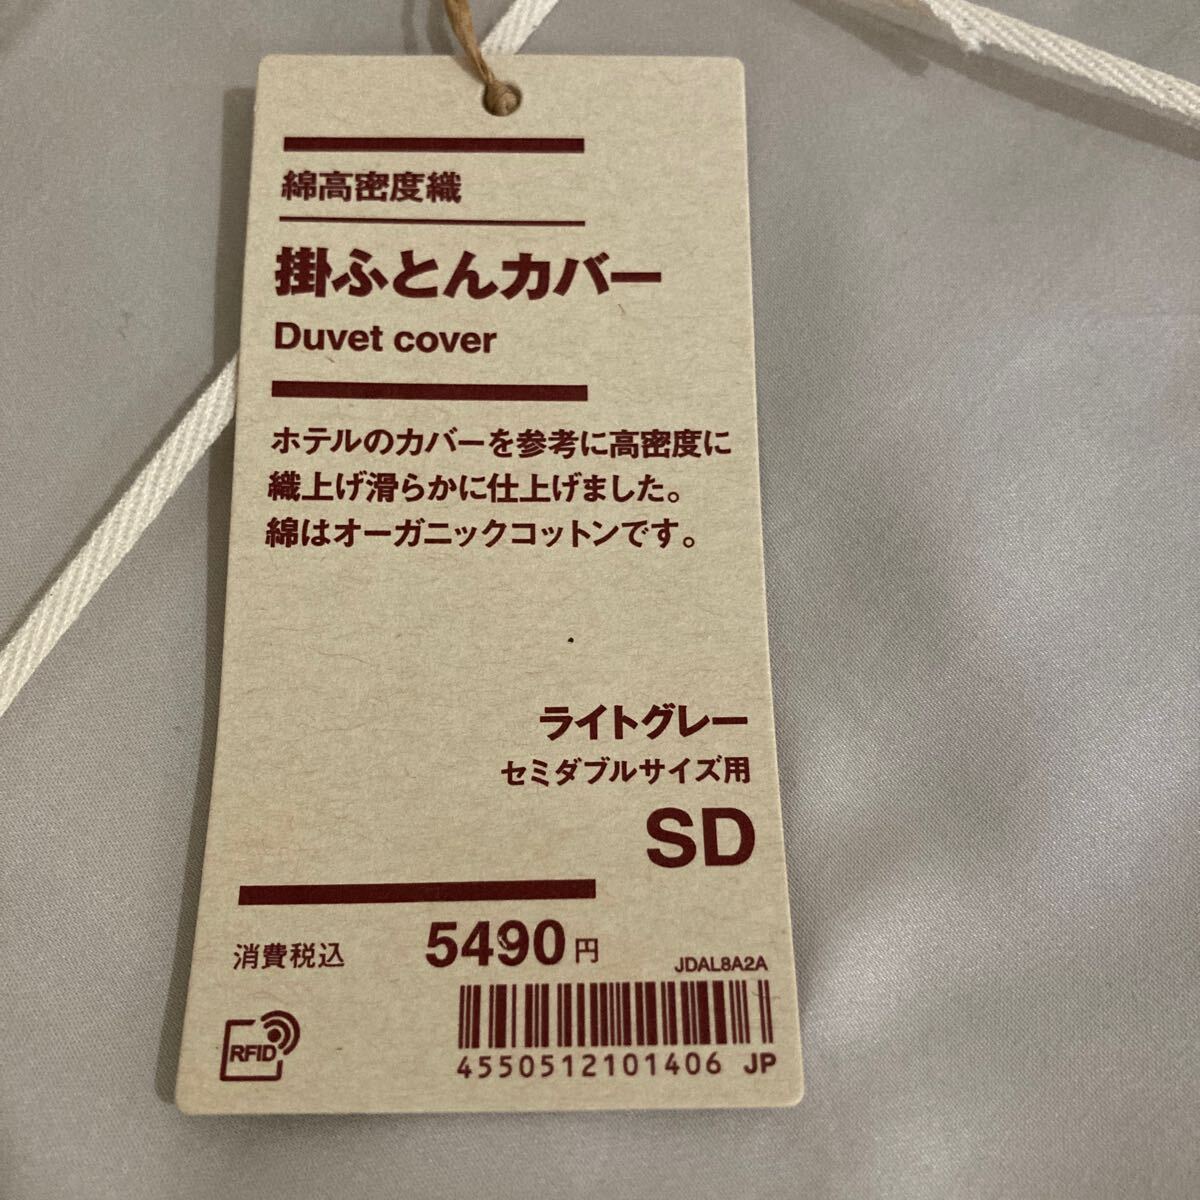 綿高密度織
掛ふとんカバー
Duvet cover
ホテルのカバーを参考に高密度に
織上げ滑らかに仕上げました。
綿はオーガニックコットンです。
ライトグレー
セミダブルサイズ用
SD
消費税込 5490円
JDAL8A2A
RFID
4550512101406 JP